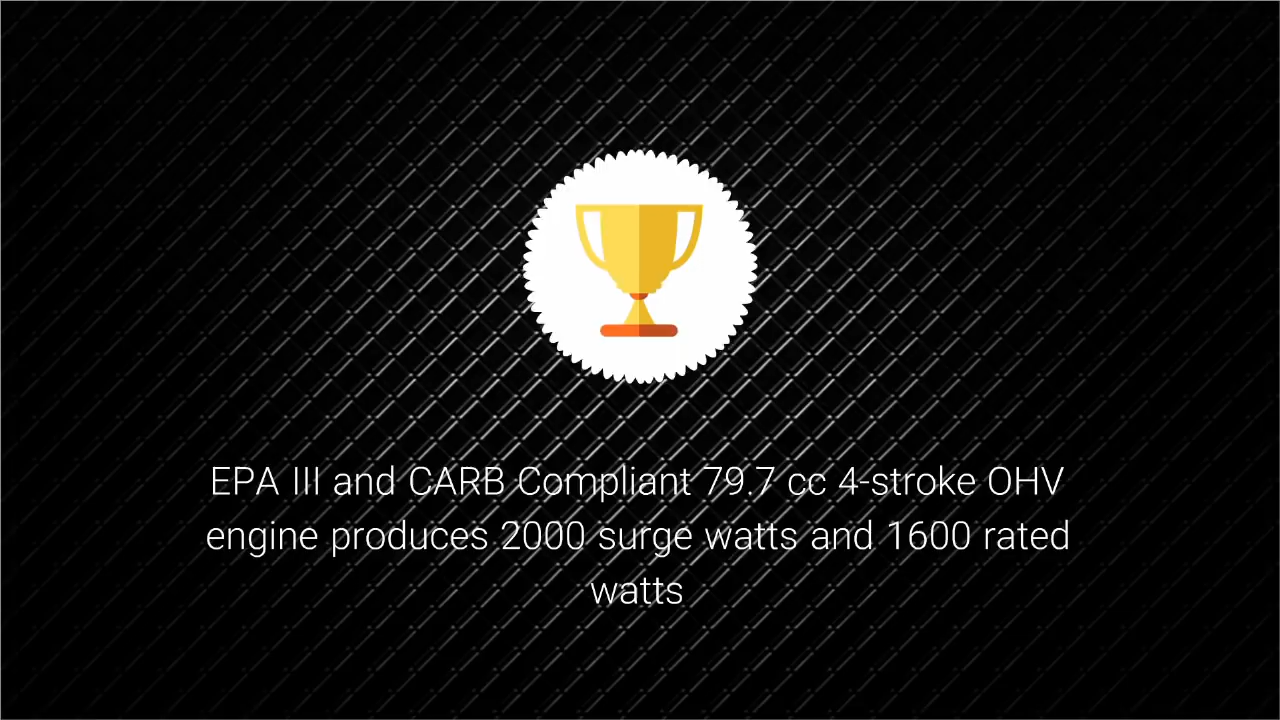 EPA III and CARB Compliant 79.7 cc 4-stroke OHV
engine produces 2000 surge watts and 1600 rated
watts